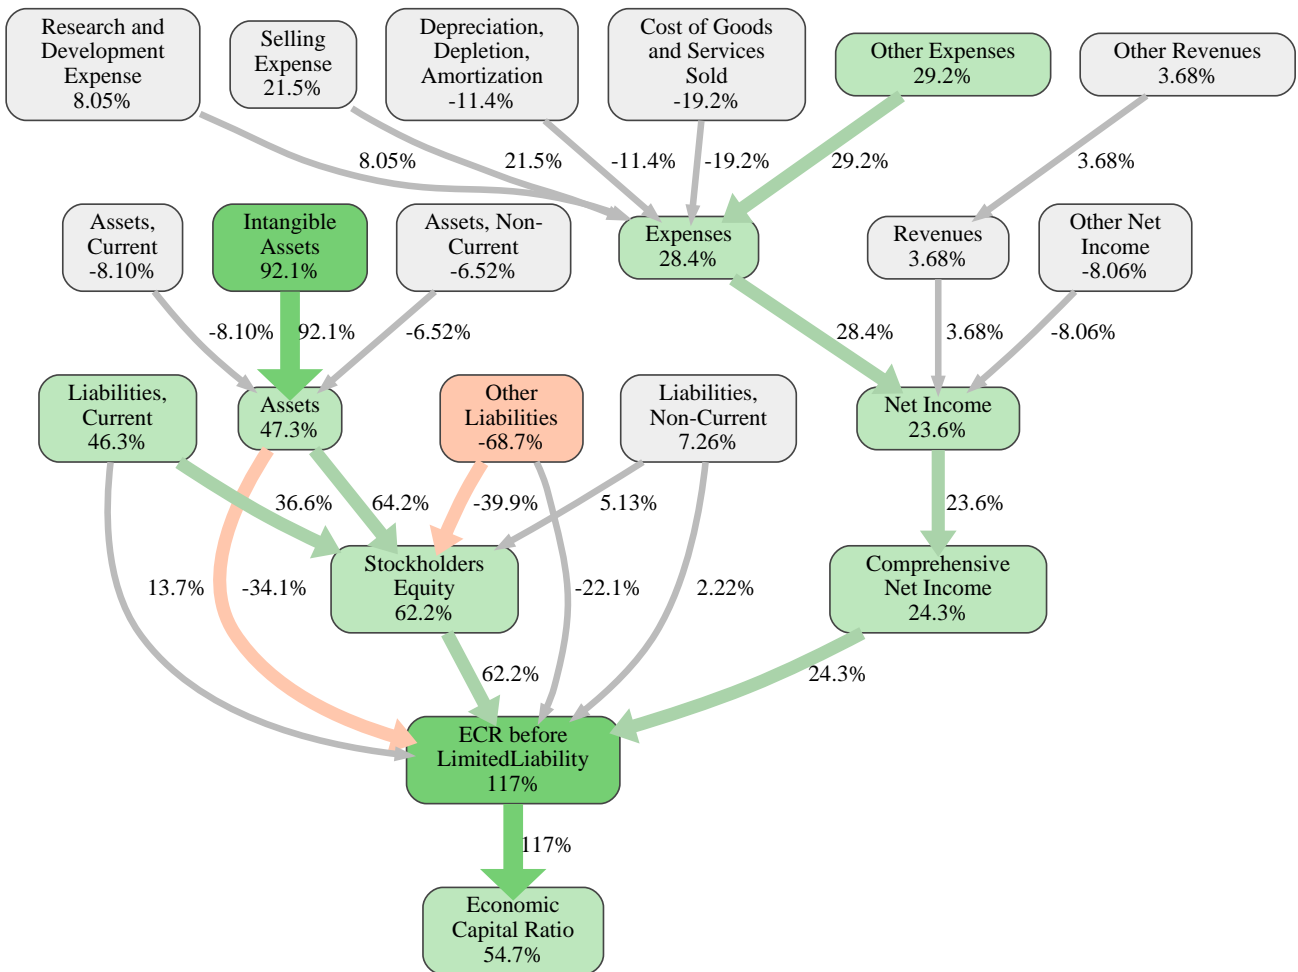 Research and
Development
Expense
8.05%
Selling
Expense
21.5%
Depreciation,
Depletion,
Amortization
-11.4%
Cost of Goods
and Services
Sold
-19.2%
Other Expenses
29.2%
Other Revenues
3.68%
8.05%
21.5%
-11.4%
-19.2%
29.2%
3.68%
Assets,
Current
-8.10%
Intangible
Assets
92.1%
Assets, Non-
Current
-6.52%
Expenses
28.4%
Revenues
3.68%
Other Net
Income
-8.06%
-8.10%
92.1%
-6.52%
28.4%
3.68%
-8.06%
Liabilities,
Current
46.3%
Assets
47.3%
Other
Liabilities
-68.7%
Liabilities,
Non-Current
7.26%
Net Income
23.6%
36.6%
64.2%
-39.9%
5.13%
23.6%
Stockholders
Equity
62.2%
Comprehensive
Net Income
24.3%
13.7%
-34.1%
-22.1%
2.22%
62.2%
24.3%
ECR before
LimitedLiability
117%
117%
Economic
Capital Ratio
54.7%